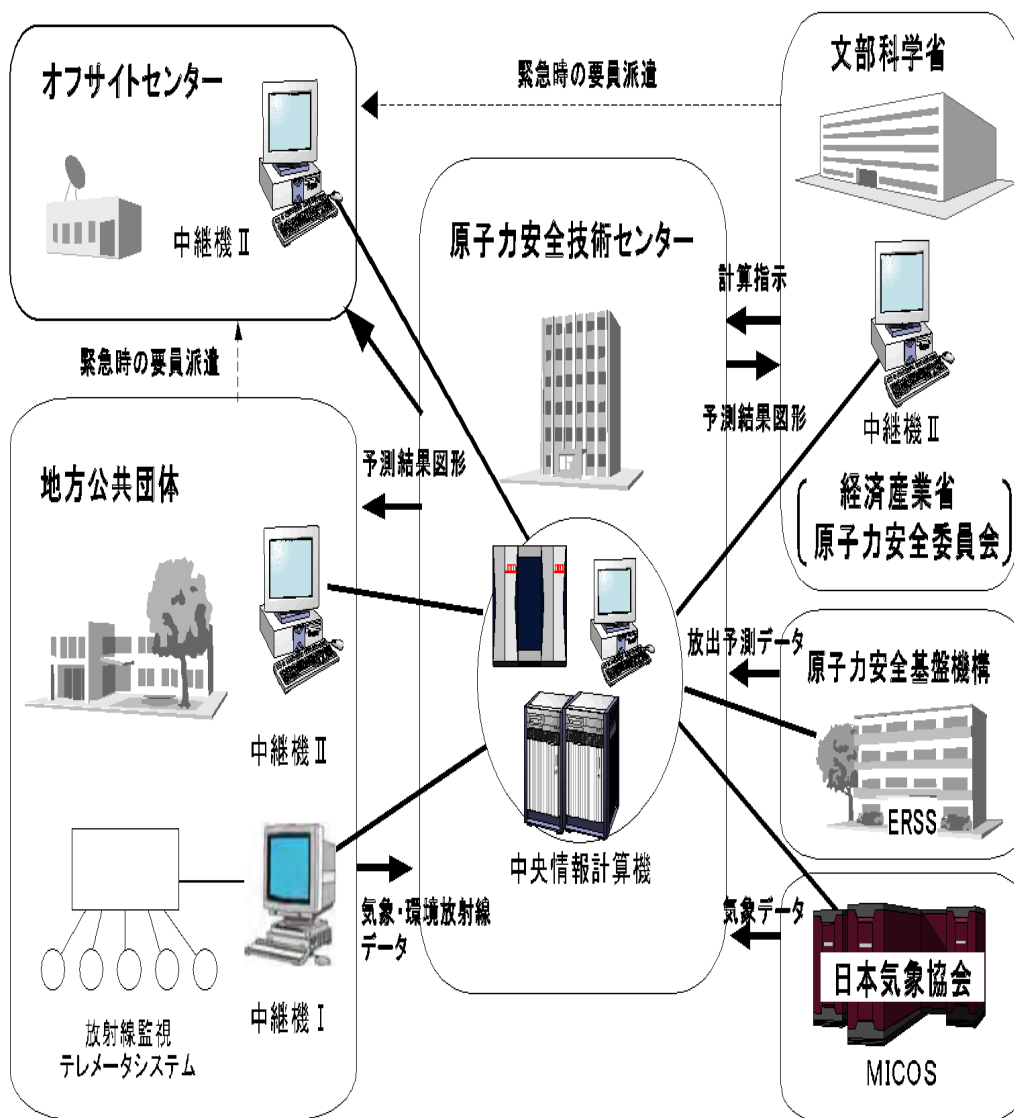 オフサイトセンター
中継機Ⅱ
緊急時の要員派遣
文部科学省
原子力安全技術センター
計算指示
予測結果図形
中継機Ⅱ
経済産業省
原子力安全委員会
緊急時の要員派遣
地方公共団体
予測結果図形
中継機Ⅱ
放出予測データ
原子力安全基盤機構
ERSS
中央情報計算機
気象・環境放射線
データ
気象データ
日本気象協会
MICOS
中継機Ⅰ
放射線監視
テレメータシステム